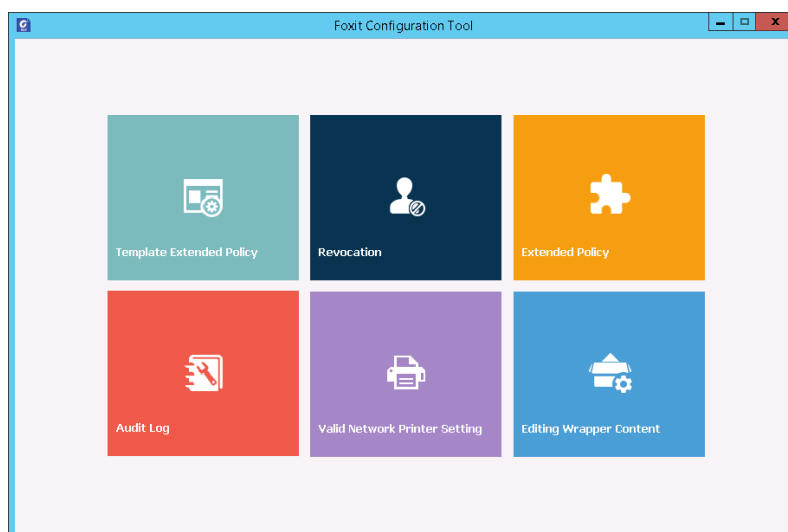 Foxit Configuration Tool
Template Extended Policy
Revocation
Extended Policy
Audit Log
Valid Network Printer Setting
Editing Wrapper Content